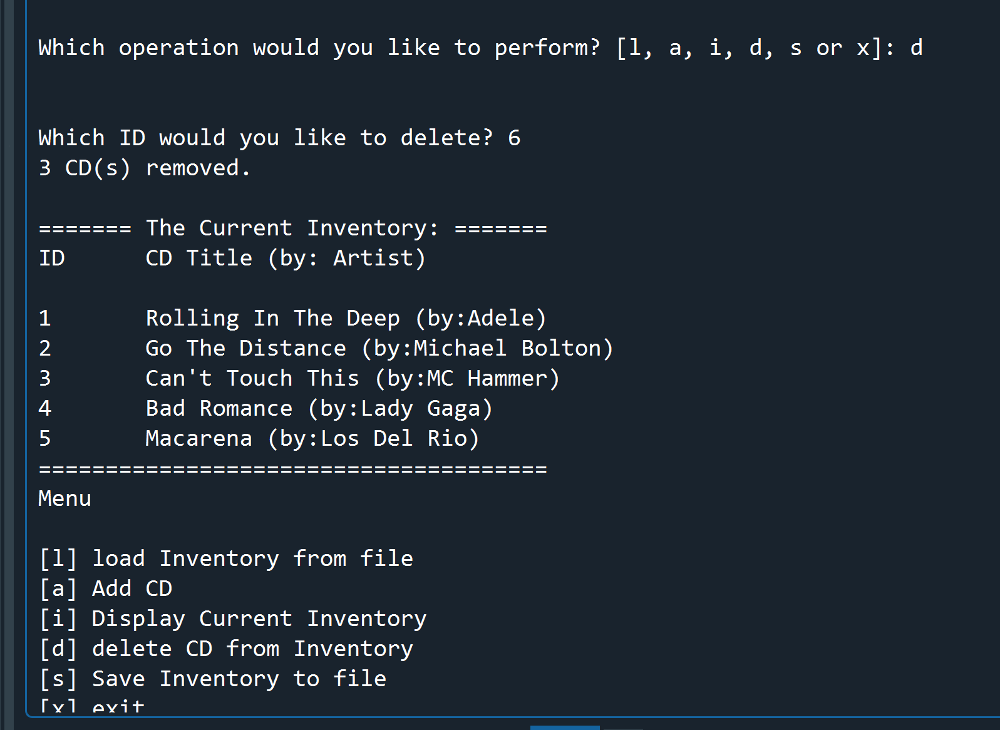 Which operation would you like to perform? [l, a, i, d, s or x]: d
Which ID would you like to delete? 6
3 CD(s) removed.
======= The Current Inventory: =======
ID      CD Title (by: Artist)
1       Rolling In The Deep (by:Adele)
2       Go The Distance (by:Michael Bolton)
3       Can't Touch This (by:MC Hammer)
4       Bad Romance (by:Lady Gaga)
5       Macarena (by:Los Del Rio)
======================================
Menu
[l] load Inventory from file
[a] Add CD
[i] Display Current Inventory
[d] delete CD from Inventory
[s] Save Inventory to file
[x] exit